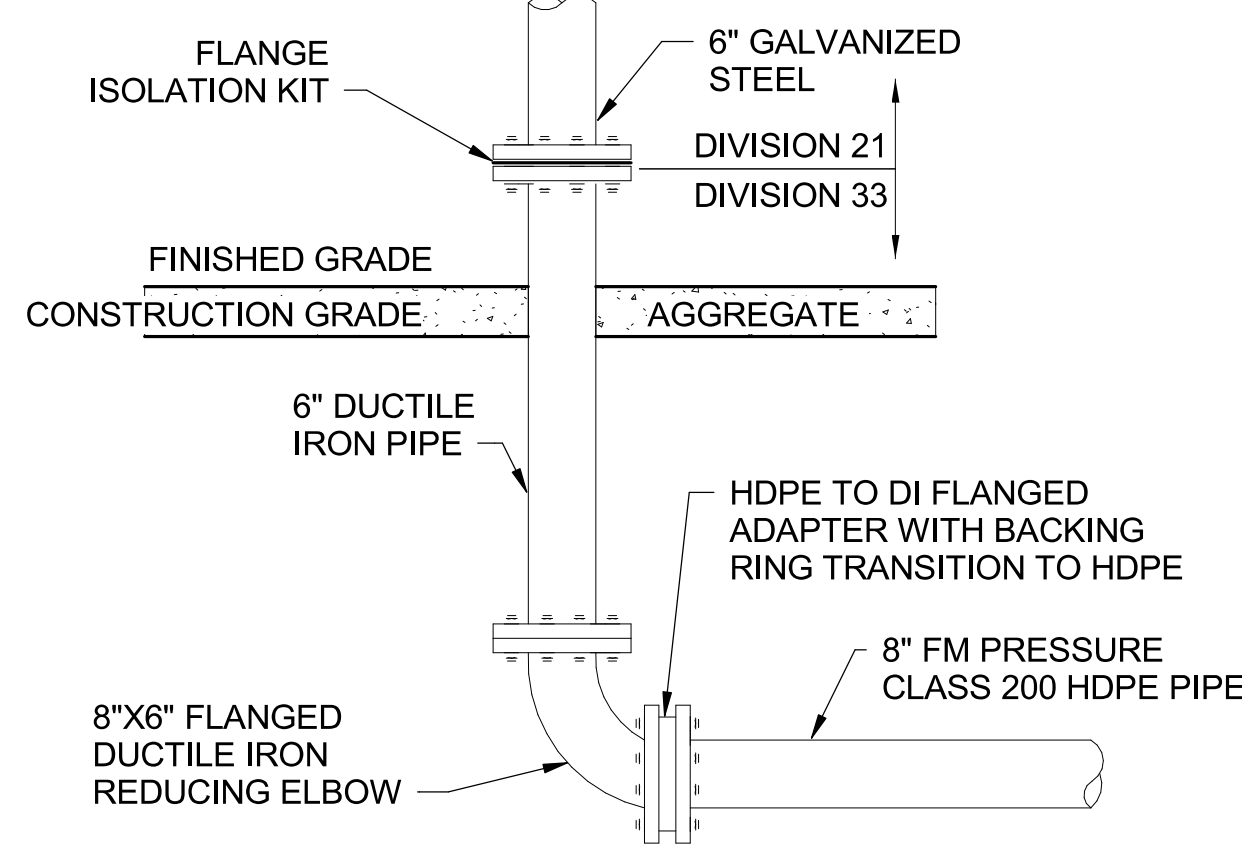 FLANGE
ISOLATION KIT
6" GALVANIZED
STEEL
DIVISION 21
DIVISION 33
FINISHED GRADE
CONSTRUCTION GRADE
AGGREGATE
6" DUCTILE
IRON PIPE
HDPE TO DI FLANGED
ADAPTER WITH BACKING
RING TRANSITION TO HDPE
8" FM PRESSURE
CLASS 200 HDPE PIPE
8"X6" FLANGED
DUCTILE IRON
REDUCING ELBOW